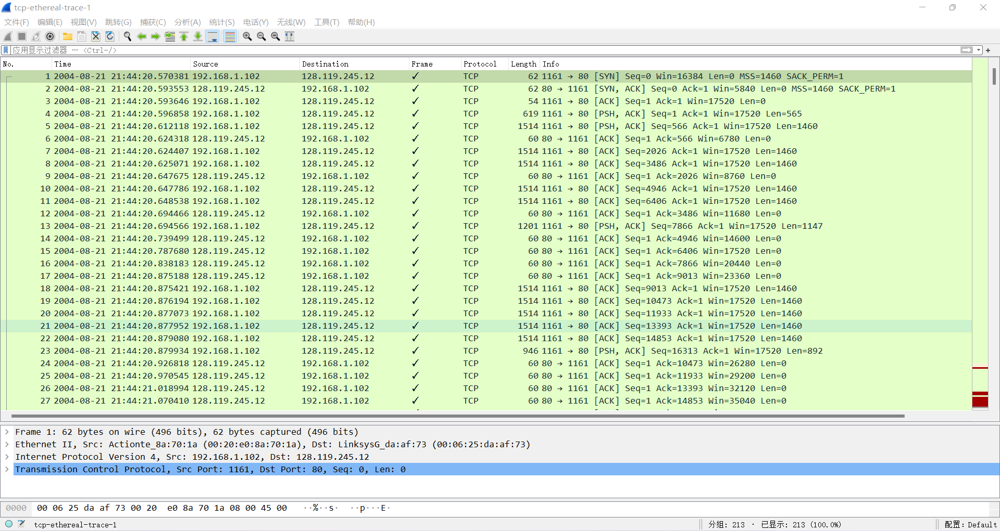 tcp-ethereal-trace-1
文件(F) 编辑(E) 视图(V) 跳转(G) 捕获(C) 分析(A) 统计(S) 电话(Y) 无线(W) 工具(T) 帮助(H)
应用显示过滤器 … <Ctrl-/>
No. Time Source Destination Frame Protocol Length Info
1 2004-08-21 21:44:20.570381 192.168.1.102 128.119.245.12 ✓ TCP 62 1161 → 80 [SYN] Seq=0 Win=16384 Len=0 MSS=1460 SACK_PERM=1
2 2004-08-21 21:44:20.593553 128.119.245.12 192.168.1.102 ✓ TCP 62 80 → 1161 [SYN, ACK] Seq=0 Ack=1 Win=5840 Len=0 MSS=1460 SACK_PERM=1
3 2004-08-21 21:44:20.593646 192.168.1.102 128.119.245.12 ✓ TCP 54 1161 → 80 [ACK] Seq=1 Ack=1 Win=17520 Len=0
4 2004-08-21 21:44:20.596858 192.168.1.102 128.119.245.12 ✓ TCP 619 1161 → 80 [PSH, ACK] Seq=1 Ack=1 Win=17520 Len=565
5 2004-08-21 21:44:20.612118 192.168.1.102 128.119.245.12 ✓ TCP 1514 1161 → 80 [PSH, ACK] Seq=566 Ack=1 Win=17520 Len=1460
6 2004-08-21 21:44:20.624318 128.119.245.12 192.168.1.102 ✓ TCP 60 80 → 1161 [ACK] Seq=1 Ack=566 Win=6780 Len=0
7 2004-08-21 21:44:20.624407 192.168.1.102 128.119.245.12 ✓ TCP 1514 1161 → 80 [ACK] Seq=2026 Ack=1 Win=17520 Len=1460
8 2004-08-21 21:44:20.625071 192.168.1.102 128.119.245.12 ✓ TCP 1514 1161 → 80 [ACK] Seq=3486 Ack=1 Win=17520 Len=1460
9 2004-08-21 21:44:20.647675 128.119.245.12 192.168.1.102 ✓ TCP 60 80 → 1161 [ACK] Seq=1 Ack=2026 Win=8760 Len=0
10 2004-08-21 21:44:20.647786 192.168.1.102 128.119.245.12 ✓ TCP 1514 1161 → 80 [ACK] Seq=4946 Ack=1 Win=17520 Len=1460
11 2004-08-21 21:44:20.648538 192.168.1.102 128.119.245.12 ✓ TCP 1514 1161 → 80 [ACK] Seq=6406 Ack=1 Win=17520 Len=1460
12 2004-08-21 21:44:20.694466 128.119.245.12 192.168.1.102 ✓ TCP 60 80 → 1161 [ACK] Seq=1 Ack=3486 Win=11680 Len=0
13 2004-08-21 21:44:20.694566 192.168.1.102 128.119.245.12 ✓ TCP 1201 1161 → 80 [PSH, ACK] Seq=7866 Ack=1 Win=17520 Len=1147
14 2004-08-21 21:44:20.739499 128.119.245.12 192.168.1.102 ✓ TCP 60 80 → 1161 [ACK] Seq=1 Ack=4946 Win=14600 Len=0
15 2004-08-21 21:44:20.787680 128.119.245.12 192.168.1.102 ✓ TCP 60 80 → 1161 [ACK] Seq=1 Ack=6406 Win=17520 Len=0
16 2004-08-21 21:44:20.838183 128.119.245.12 192.168.1.102 ✓ TCP 60 80 → 1161 [ACK] Seq=1 Ack=7866 Win=20440 Len=0
17 2004-08-21 21:44:20.875188 128.119.245.12 192.168.1.102 ✓ TCP 60 80 → 1161 [ACK] Seq=1 Ack=9013 Win=23360 Len=0
18 2004-08-21 21:44:20.875421 192.168.1.102 128.119.245.12 ✓ TCP 1514 1161 → 80 [ACK] Seq=9013 Ack=1 Win=17520 Len=1460
19 2004-08-21 21:44:20.876194 192.168.1.102 128.119.245.12 ✓ TCP 1514 1161 → 80 [ACK] Seq=10473 Ack=1 Win=17520 Len=1460
20 2004-08-21 21:44:20.877073 192.168.1.102 128.119.245.12 ✓ TCP 1514 1161 → 80 [ACK] Seq=11933 Ack=1 Win=17520 Len=1460
21 2004-08-21 21:44:20.877952 192.168.1.102 128.119.245.12 ✓ TCP 1514 1161 → 80 [ACK] Seq=13393 Ack=1 Win=17520 Len=1460
22 2004-08-21 21:44:20.879080 192.168.1.102 128.119.245.12 ✓ TCP 1514 1161 → 80 [ACK] Seq=14853 Ack=1 Win=17520 Len=1460
23 2004-08-21 21:44:20.879934 192.168.1.102 128.119.245.12 ✓ TCP 946 1161 → 80 [PSH, ACK] Seq=16313 Ack=1 Win=17520 Len=892
24 2004-08-21 21:44:20.926818 128.119.245.12 192.168.1.102 ✓ TCP 60 80 → 1161 [ACK] Seq=1 Ack=10473 Win=26280 Len=0
25 2004-08-21 21:44:20.970545 128.119.245.12 192.168.1.102 ✓ TCP 60 80 → 1161 [ACK] Seq=1 Ack=11933 Win=29200 Len=0
26 2004-08-21 21:44:21.018994 128.119.245.12 192.168.1.102 ✓ TCP 60 80 → 1161 [ACK] Seq=1 Ack=13393 Win=32120 Len=0
27 2004-08-21 21:44:21.070410 128.119.245.12 192.168.1.102 ✓ TCP 60 80 → 1161 [ACK] Seq=1 Ack=14853 Win=35040 Len=0
Frame 1: 62 bytes on wire (496 bits), 62 bytes captured (496 bits)
Ethernet II, Src: Actionte_8a:70:1a (00:20:e0:8a:70:1a), Dst: LinksysG_da:af:73 (00:06:25:da:af:73)
Internet Protocol Version 4, Src: 192.168.1.102, Dst: 128.119.245.12
Transmission Control Protocol, Src Port: 1161, Dst Port: 80, Seq: 0, Len: 0
0000 00 06 25 da af 73 00 20 e0 8a 70 1a 08 00 45 00 ··%··s· ··p···E·
tcp-ethereal-trace-1 分组: 213 · 已显示: 213 (100.0%) 配置: Default